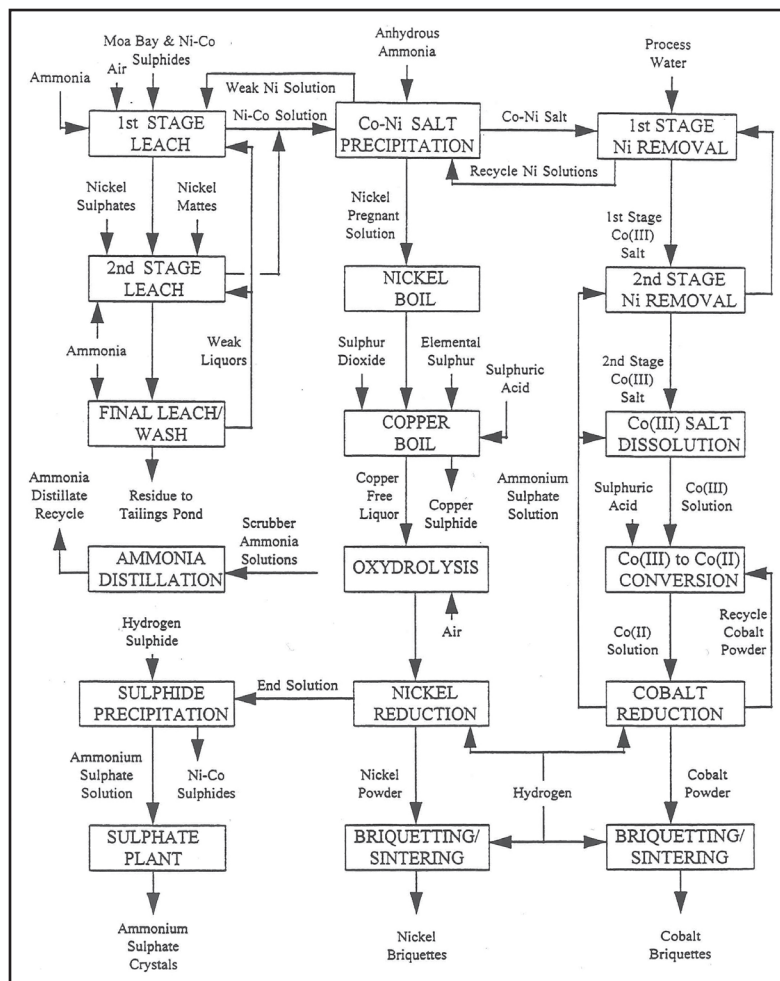 Moa Bay & Ni-Co
Sulphides
Air
Ammonia
Anhydrous
Ammonia
Process
Water
Weak Ni Solution
1st STAGE
LEACH
Ni-Co Solution
Co-Ni SALT
PRECIPITATION
Co-Ni Salt
1st STAGE
Ni REMOVAL
Recycle Ni Solutions
Nickel
Sulphates
Nickel
Mattes
Nickel
Pregnant
Solution
1st Stage
Co(III)
Salt
2nd STAGE
LEACH
NICKEL
BOIL
2nd STAGE
Ni REMOVAL
Ammonia
Weak
Liquors
Sulphur
Dioxide
Elemental
Sulphur
Sulphuric
Acid
2nd Stage
Co(III)
Salt
FINAL LEACH/
WASH
COPPER
BOIL
Co(III) SALT
DISSOLUTION
Ammonia
Distillate
Recycle
Residue to
Tailings Pond
Copper
Free
Liquor
Copper
Sulphide
Ammonium
Sulphate
Solution
Sulphuric
Acid
Co(III)
Solution
Scrubber
Ammonia
Solutions
AMMONIA
DISTILLATION
OXYDROLYSIS
Co(III) to Co(II)
CONVERSION
Hydrogen
Sulphide
Air
Co(II)
Solution
Recycle
Cobalt
Powder
SULPHIDE
PRECIPITATION
End Solution
NICKEL
REDUCTION
COBALT
REDUCTION
Ammonium
Sulphate
Solution
Ni-Co
Sulphides
Nickel
Powder
Hydrogen
Cobalt
Powder
SULPHATE
PLANT
BRIQUETTING/
SINTERING
BRIQUETTING/
SINTERING
Ammonium
Sulphate
Crystals
Nickel
Briquettes
Cobalt
Briquettes